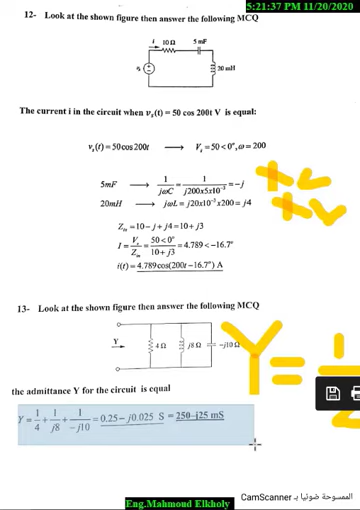 5:21:37 PM 11/20/2020
12- Look at the shown figure then answer the following MCQ
i 10 Ω 5 mF
vs 20 mH
The current i in the circuit when vₛ(t) = 50 cos 200t V is equal:
vₛ(t) = 50 cos 200t ⟶ Vₛ = 50 < 0°, ω = 200
5mF ⟶ 1/jωC = 1/(j200x5x10⁻³) = -j
20mH ⟶ jωL = j20x10⁻³x200 = j4
Zᵢₙ = 10 - j + j4 = 10 + j3
I = Vₛ/Zᵢₙ = 50 < 0°/(10 + j3) = 4.789 < -16.7°
i(t) = 4.789 cos(200t - 16.7°) A
13- Look at the shown figure then answer the following MCQ
Y 4 Ω j8 Ω -j10 Ω
Y =
the admittance Y for the circuit is equal
Y = 1/4 + 1/j8 + 1/-j10 = 0.25 - j0.025 S = 250-j25 mS
الممسوحة ضوئيا بـ CamScanner
Eng.Mahmoud Elkholy